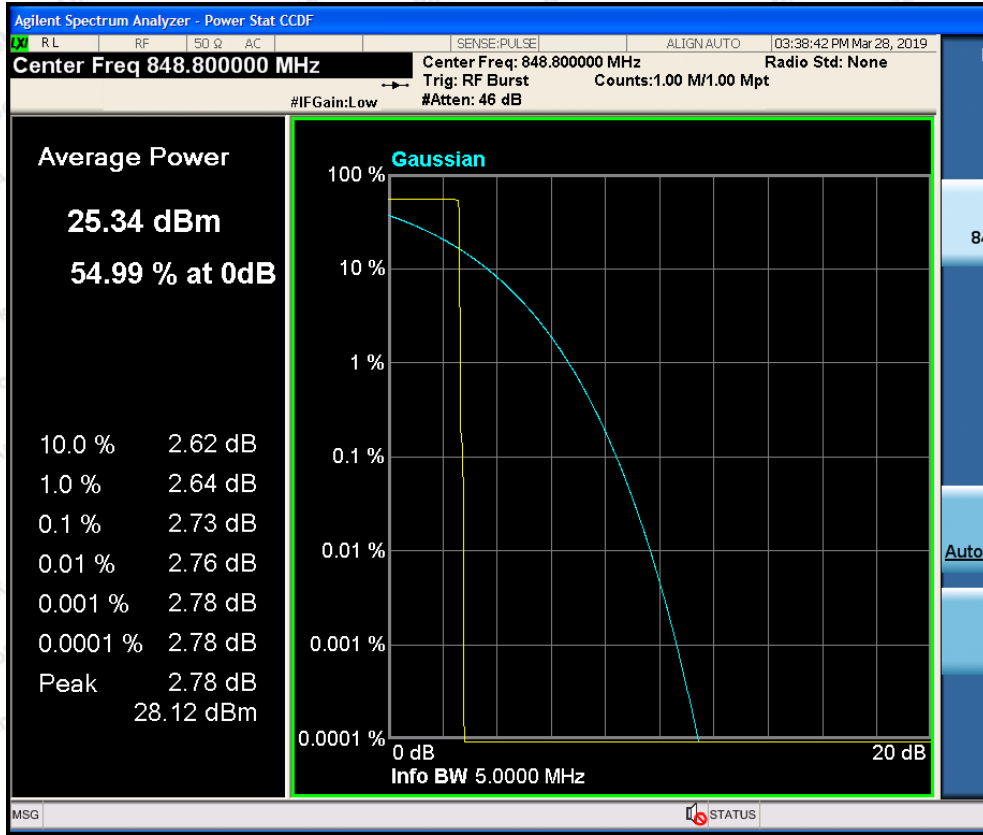 Agilent Spectrum Analyzer - Power Stat CCDF
LXI RL RF 50 Ω AC SENSE:PULSE ALIGN AUTO 03:38:42 PM Mar 28, 2019
Center Freq 848.800000 MHz
Center Freq: 848.800000 MHz Radio Std: None
Trig: RF Burst Counts:1.00 M/1.00 Mpt
#IFGain:Low #Atten: 46 dB
Average Power
25.34 dBm
54.99 % at 0dB
10.0 % 2.62 dB
1.0 % 2.64 dB
0.1 % 2.73 dB
0.01 % 2.76 dB
0.001 % 2.78 dB
0.0001 % 2.78 dB
Peak 2.78 dB
28.12 dBm
Gaussian
100 %
10 %
1 %
0.1 %
0.01 %
0.001 %
0.0001 %
0 dB 20 dB
Info BW 5.0000 MHz
Auto
MSG STATUS